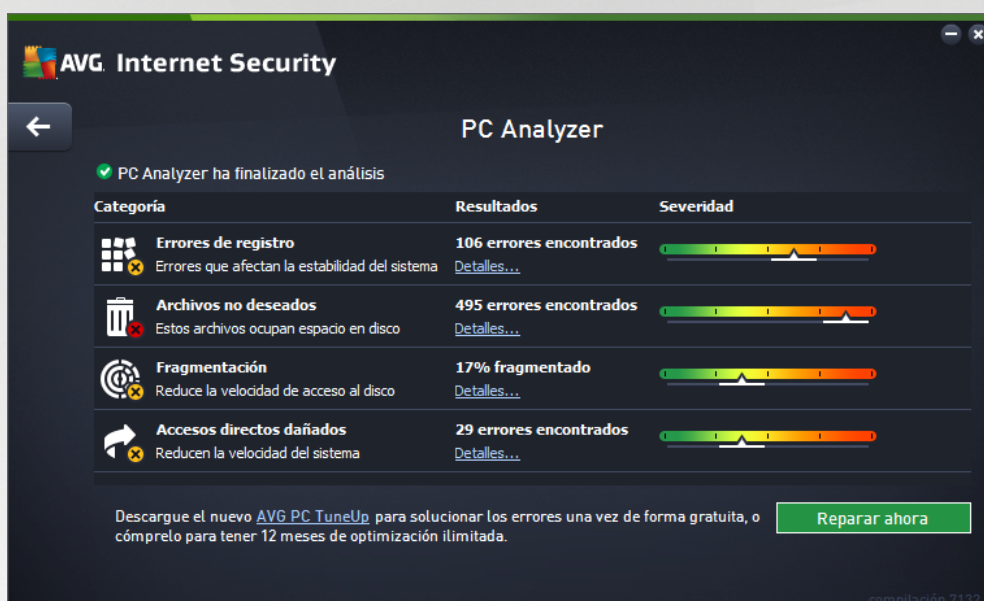 AVG. Internet Security
PC Analyzer
PC Analyzer ha finalizado el análisis
Categoría Resultados Severidad
Errores de registro 106 errores encontrados
Errores que afectan la estabilidad del sistema Detalles...
Archivos no deseados 495 errores encontrados
Estos archivos ocupan espacio en disco Detalles...
Fragmentación 17% fragmentado
Reduce la velocidad de acceso al disco Detalles...
Accesos directos dañados 29 errores encontrados
Reducen la velocidad del sistema Detalles...
Descargue el nuevo AVG PC TuneUp para solucionar los errores una vez de forma gratuita, o
cómprelo para tener 12 meses de optimización ilimitada.
Reparar ahora
compilación 7132